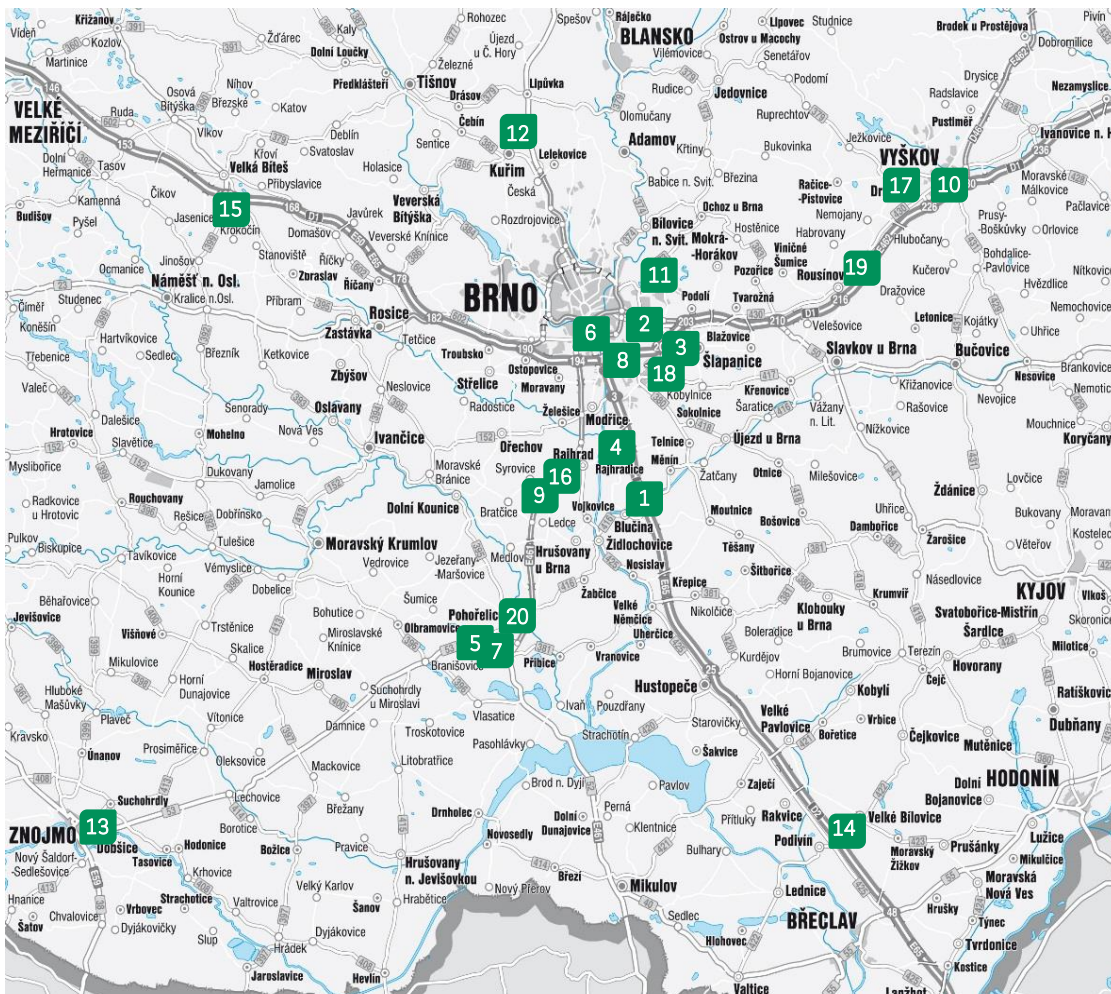 Křižanov
Rohozec
Spešov
Ráječko
Lipovec
Studnice
Brodek u Prostějova
Pivín
Vídeň
Kozlov
Žďárec
Kaly
Dolní Loučky
Újezd
u Č. Hory
BLANSKO
Ostrov u Macochy
Senetářov
Dobromilice
Martinice
Železné
Vilémovice
Předklášteří
Tišnov
Lipůvka
Rudice
Jedovnice
Podomí
Drysice
Níhov
Osová
Bítýška
Březské
Katov
Drásov
Olomučany
Ruprechtov
Radslavice
Nezamyslice
VELKÉ
MEZIŘÍČÍ
Ruda
Vlkov
Deblín
Čebín
12
Adamov
Pustiměř
Ježkovice
Ivanovice n. H
Svatoslav
Sentice
Kuřim
Lelekovice
Křtiny
Bukovinka
VYŠKOV
Dolní
Heřmanice
Tasov
Křoví
Velká Bíteš
Holasice
Babice n. Svit.
Březina
Račice-
Pístovice
17
10
Moravské
Málkovice
Čikov
Přibyslavice
Česká
Budišov
Kamenná
15
Veverská
Bítýška
Rozdrojovice
Ochoz u Brna
Nemojany
Pačlavice
Pyšel
Jasenice
Javůrek
Bílovice
n. Svit.
Hostěnice
Prusy-
Boškůvky
Orlovice
Krokočín
Domašov
Veverské Knínice
Mokrá-
Horákov
Habrovany
Hlubočany
Jinošov
Stanoviště
Říčky
Viničné
Šumice
Bohdalice-
Pavlovice
Ocmanice
Zbraslav
Říčany
BRNO
11
Pozořice
Rousínov
19
Kučerov
Hvězdlice
Náměšť n. Osl.
Podolí
Tvarožná
Dražovice
Nemochovice
Číměř
Studenec
Kralice n.Osl.
Příbram
Rosice
6
2
Velešovice
Letonice
Kojátky
Uhřice
Koněšín
Zastávka
Tetčice
Blažovice
Hartvíkovice
Březník
Troubsko
8
3
Šlapanice
Slavkov u Brna
Bučovice
Třebenice
Sedlec
Ketkovice
Zbýšov
Ostopovice
Moravany
18
Nesovice
Brankovice
Střelice
Kobylnice
Křenovice
Křižanovice
Nemotice
Valeč
Neslovice
Radostice
Želešice
Sokolnice
Šaratice
Vážany
n. Lit.
Rašovice
Nevojice
Dalešice
Senorady
Oslavany
Modřice
Mouchnice
Hrotovice
Slavětice
Mohelno
Nová Ves
Ivančice
Ořechov
4
Telnice
Újezd u Brna
Nížkovice
Koryčany
Myslibořice
Dukovany
Moravské
Bránice
Syrovice
Rajhrad
Rajhradice
Měnín
Otnice
Jamolice
16
Žatčany
Milešovice
Lovčice
Radkovice
u Hrotovic
Rouchovany
Dolní Kounice
Bratčice
9
Vojkovice
1
Ždánice
Rešice
Dobřínsko
Ledce
Blučina
Moutnice
Bošovice
Uhřice
Bukovany
Pulkov
Tulešice
Moravský Krumlov
Medlov
Hrušovany
u Brna
Židlochovice
Těšany
Dambořice
Žarošice
Věteřov
Biskupice
Tavíkovice
Vémyslice
Vedrovice
Jezeřany-
Maršovice
Nosislav
Šitbořice
Násedlovice
Horní
Kounice
Dobelice
Křepice
KYJOV
Běhařovice
Šumice
Žabčice
Nikolčice
Klobouky
u Brna
Krumvíř
Vlkoš
Jevišovice
Trstěnice
Bohutice
Pohořelice
20
Velké
Němčice
Svatobořice-Mistřín
Skoronice
Višňové
Miroslavské
Knínice
Olbramovice
Uherčice
Boleradice
Šardice
Skalice
5
7
Brumovice
Terezín
Milotice
Mikulovice
Hostěradice
Branišovice
Přibice
Vranovice
Kurdějov
Hovorany
Hluboké
Mašůvky
Horní
Dunajovice
Miroslav
Suchohrdly
u Miroslavi
Horní Bojanovice
Čejč
Ratíškovice
Plaveč
Vítonice
Vlasatice
Ivaň
Pouzdřany
Hustopeče
Kobylí
Dubňany
Kravsko
Damnice
Troskotovice
Strachotín
Starovičky
Velké
Pavlovice
Vrbice
Únanov
Prosiměřice
Pasohlávky
Bořetice
Čejkovice
Mutěnice
Oleksovice
Mackovice
Litobratřice
Šakvice
HODONÍN
Suchohrdly
Lechovice
Brod n. Dyjí
Pavlov
Zaječí
Dolní
Bojanovice
Břežany
Drnholec
Perná
Přítluky
Rakvice
Velké Bílovice
13
ZNOJMO
Dobšice
Borotice
Dolní
Dunajovice
Klentnice
14
Lužice
Tasovice
Hodonice
Božice
Pravice
Novosedly
Podivín
Moravský
Žižkov
Prušánky
Mikulčice
Nový Šaldorf-
Sedlešovice
Krhovice
Hrušovany
n. Jevišovkou
Březí
Bulhary
Hnanice
Strachotice
Velký Karlov
Nový Přerov
Mikulov
Lednice
Moravská
Nová Ves
Chvalovice
Vrbovec
Valtrovice
Šanov
Hrabětice
Sedlec
BŘECLAV
Hrušky
Týnec
Šatov
Dyjákovičky
Slup
Hrádek
Dyjákovice
Hlohovec
Tvrdonice
Jaroslavice
Hevlín
Valtice
Kostice
Lanžhot